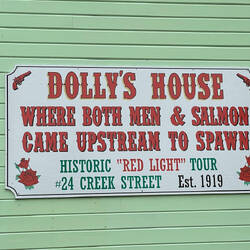 DOLLY'S HOUSE
WHERE BOTH MEN & SALMON
CAME UPSTREAM TO SPAWN
HISTORIC "RED LIGHT" TOUR
#24 CREEK STREET Est. 1919